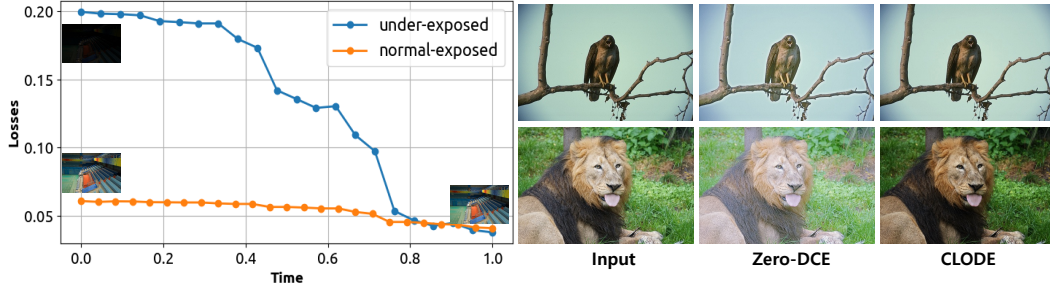 0.20
0.15
0.10
0.05
Losses
under-exposed
normal-exposed
0.0 0.2 0.4 0.6 0.8 1.0
Time
Input Zero-DCE CLODE